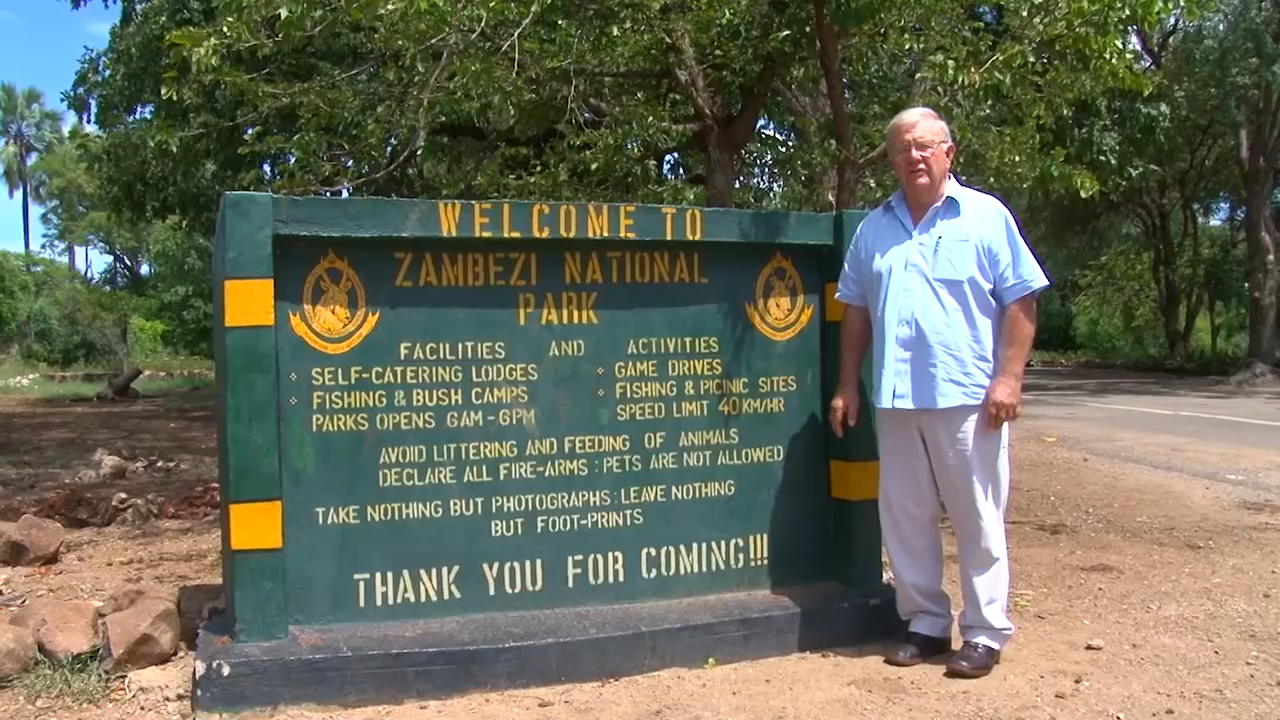 WELCOME TO
ZAMBEZI NATIONAL
PARK
FACILITIES AND ACTIVITIES
SELF-CATERING LODGES
FISHING & BUSH CAMPS
PARKS OPENS 6AM-6PM
GAME DRIVES
FISHING & PICINIC SITES
SPEED LIMIT 40KM/HR
AVOID LITTERING AND FEEDING OF ANIMALS
DECLARE ALL FIRE-ARMS : PETS ARE NOT ALLOWED
TAKE NOTHING BUT PHOTOGRAPHS : LEAVE NOTHING
BUT FOOT-PRINTS
THANK YOU FOR COMING!!!